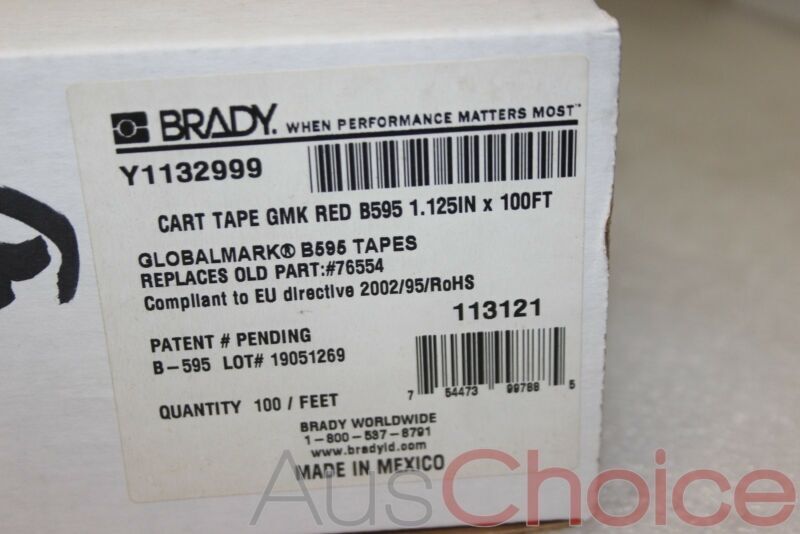 BRADY. WHEN PERFORMANCE MATTERS MOST™
Y1132999
CART TAPE GMK RED B595 1.125IN x 100FT
GLOBALMARK® B595 TAPES
REPLACES OLD PART:#76554
Compliant to EU directive 2002/95/RoHS
113121
PATENT # PENDING
B-595 LOT# 19051269
7 54473 99788 5
QUANTITY 100 / FEET
BRADY WORLDWIDE
1-800-537-8791
www.bradyid.com
MADE IN MEXICO
AusChoice